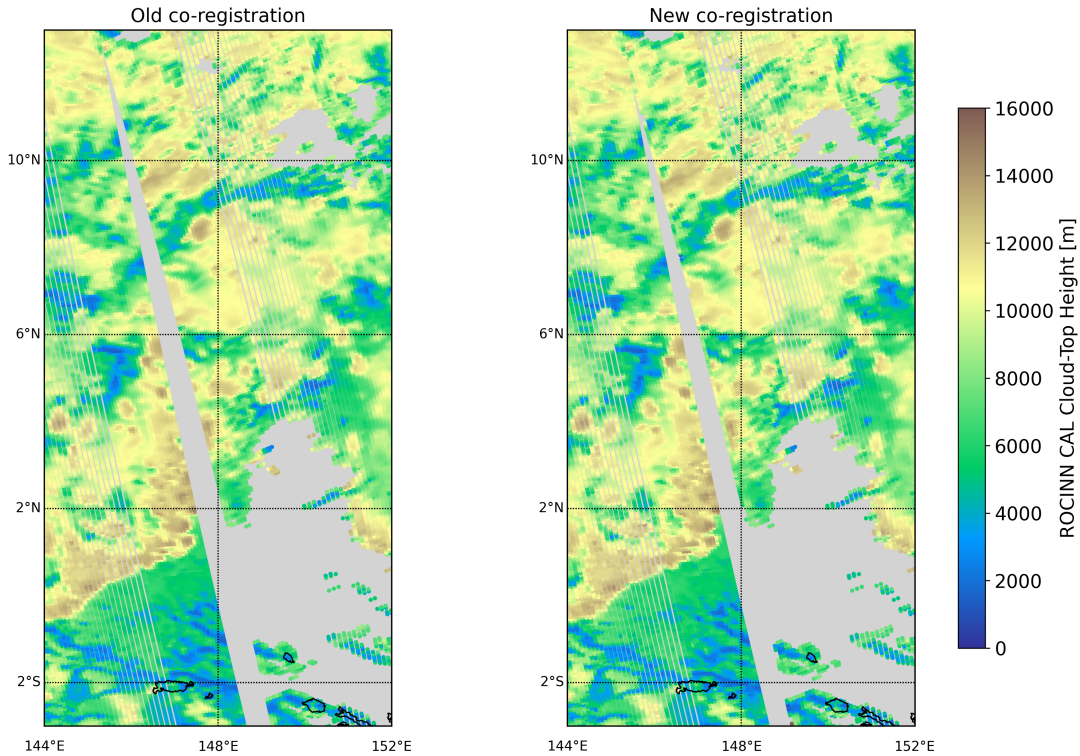 Old co-registration
New co-registration
10°N
6°N
2°N
2°S
144°E
148°E
152°E
10°N
6°N
2°N
2°S
144°E
148°E
152°E
16000
14000
12000
10000
8000
6000
4000
2000
0
ROCINN CAL Cloud-Top Height [m]